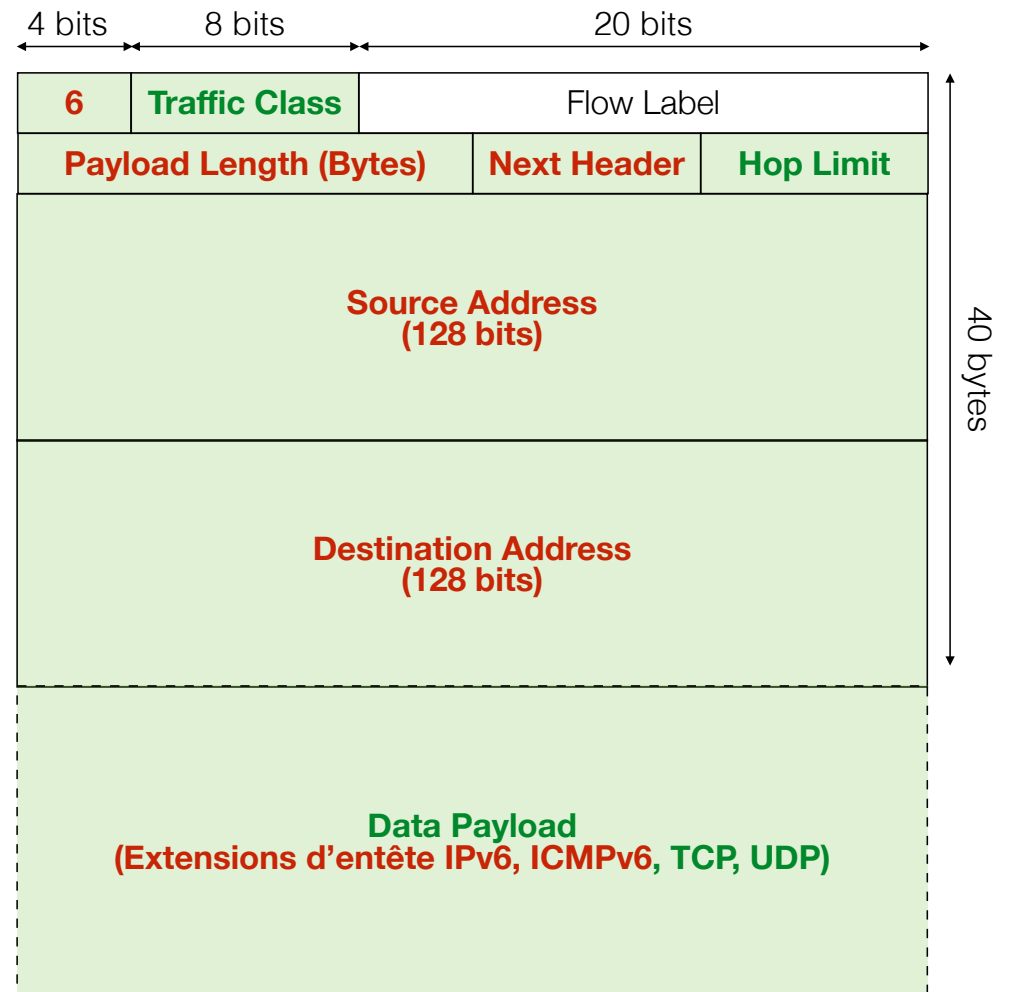 4 bits
8 bits
20 bits
6
Traffic Class
Flow Label
Payload Length (Bytes)
Next Header
Hop Limit
Source Address
(128 bits)
40 bytes
Destination Address
(128 bits)
Data Payload
(Extensions d’entête IPv6, ICMPv6, TCP, UDP)